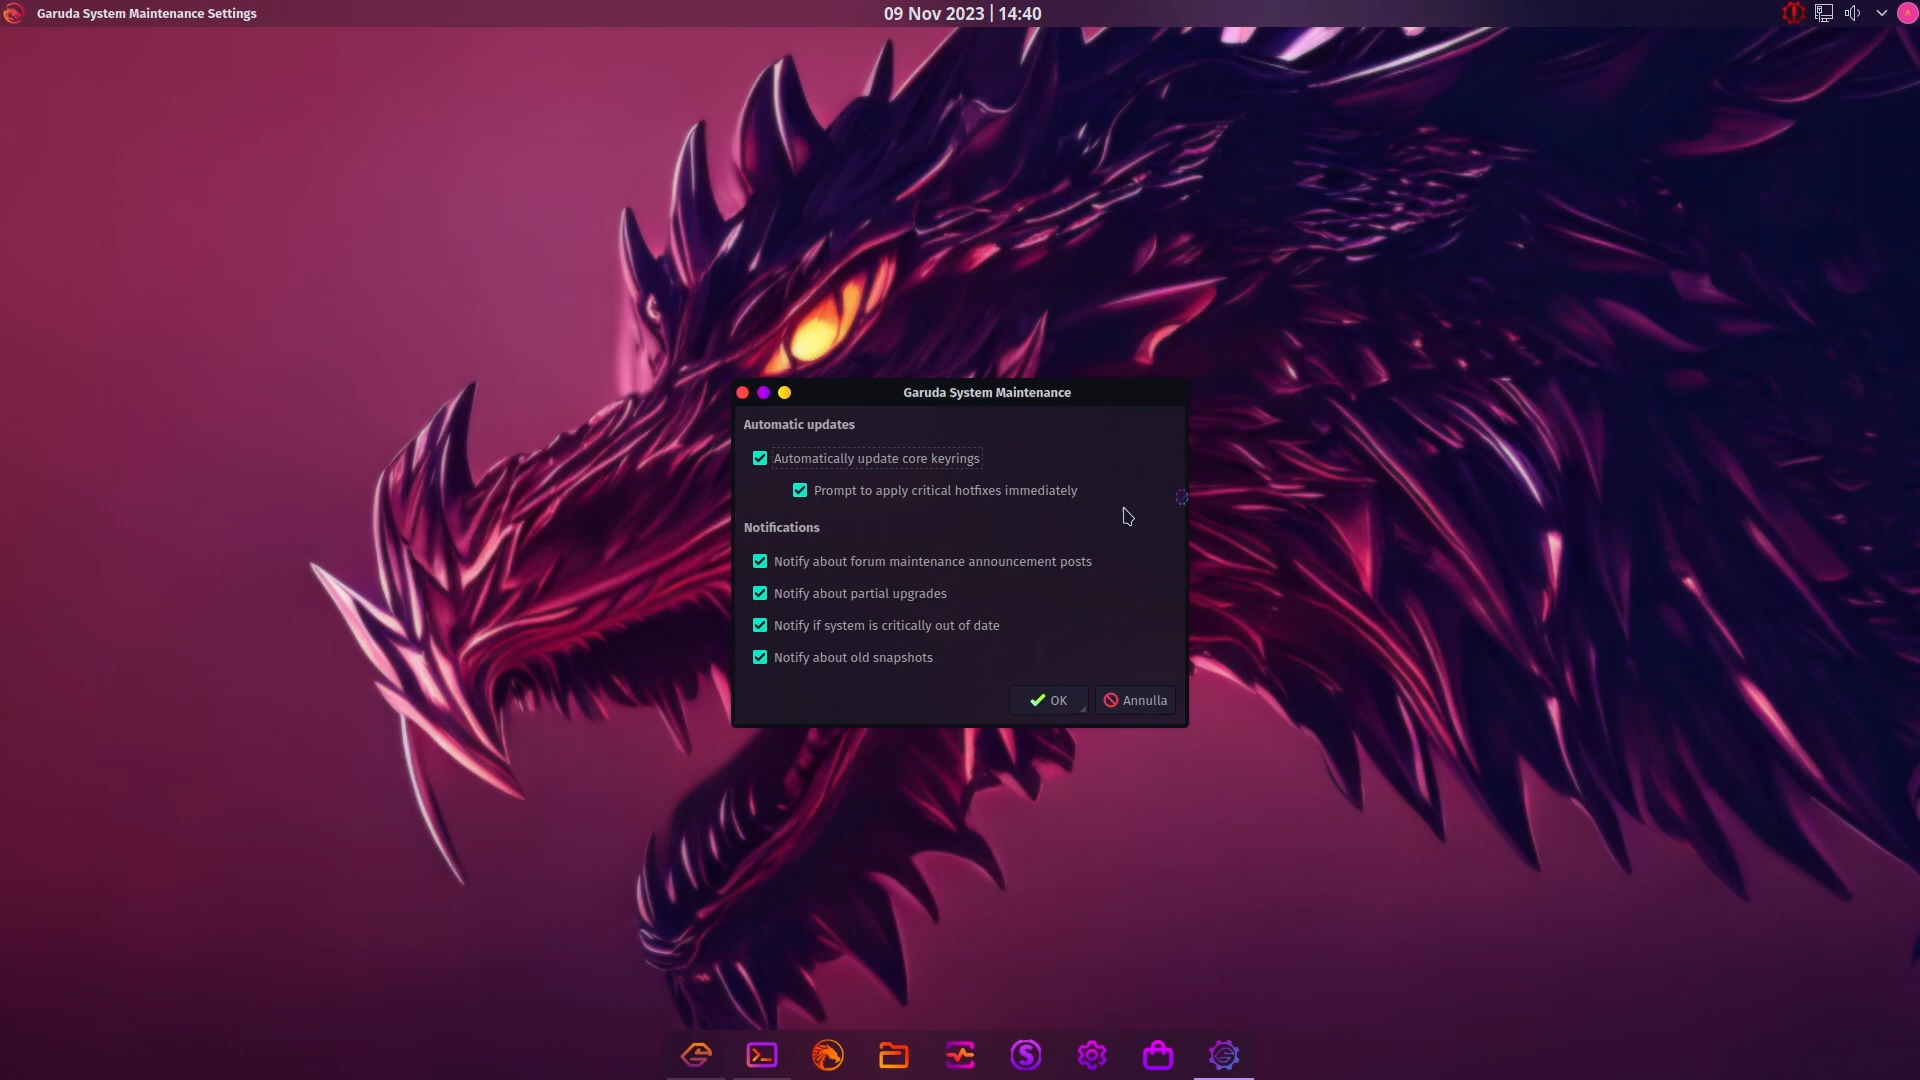 Garuda System Maintenance Settings
09 Nov 2023 | 14:40
Garuda System Maintenance
Automatic updates
Automatically update core keyrings
Prompt to apply critical hotfixes immediately
Notifications
Notify about forum maintenance announcement posts
Notify about partial upgrades
Notify if system is critically out of date
Notify about old snapshots
OK
Annulla